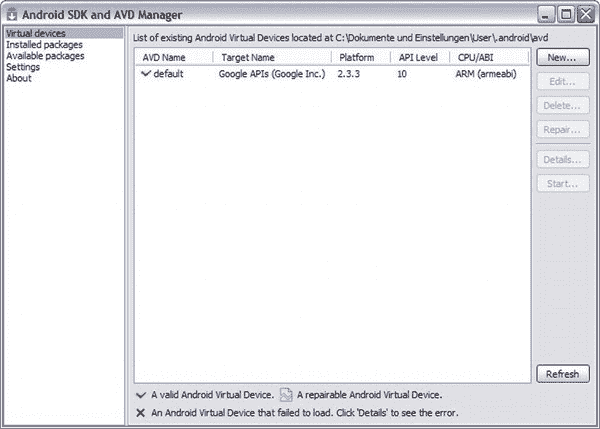 Android SDK and AVD Manager
Virtual devices
Installed packages
Available packages
Settings
About
List of existing Android Virtual Devices located at C:\Dokumente und Einstellungen\User\.android\avd
AVD Name Target Name Platform API Level CPU/ABI
default Google APIs (Google Inc.) 2.3.3 10 ARM (armeabi)
New...
Edit...
Delete...
Repair...
Details...
Start...
Refresh
A valid Android Virtual Device. A repairable Android Virtual Device.
An Android Virtual Device that failed to load. Click 'Details' to see the error.